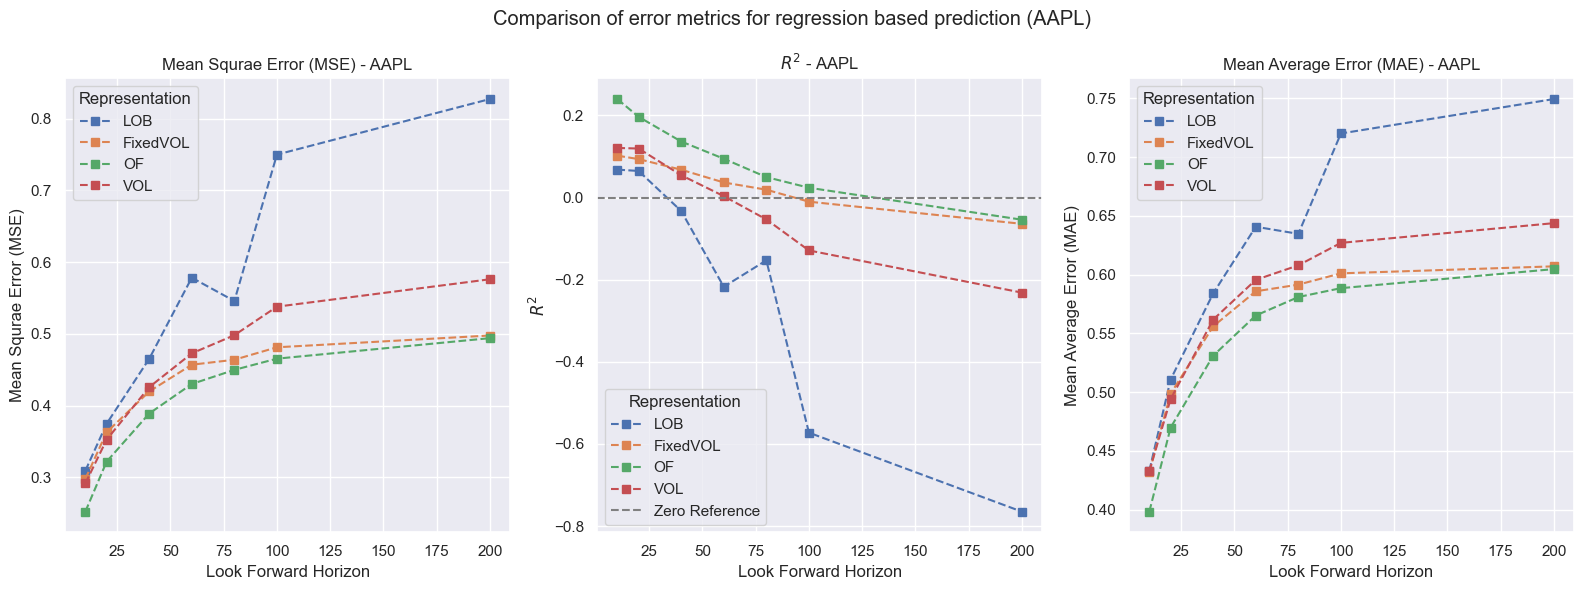 Comparison of error metrics for regression based prediction (AAPL)
Mean Squrae Error (MSE) - AAPL
Mean Squrae Error (MSE)
0.8
0.7
0.6
0.5
0.4
0.3
Representation
LOB
FixedVOL
OF
VOL
25 50 75 100 125 150 175 200
Look Forward Horizon
R² - AAPL
R²
0.2
0.0
−0.2
−0.4
−0.6
−0.8
Representation
LOB
FixedVOL
OF
VOL
Zero Reference
25 50 75 100 125 150 175 200
Look Forward Horizon
Mean Average Error (MAE) - AAPL
Mean Average Error (MAE)
0.75
0.70
0.65
0.60
0.55
0.50
0.45
0.40
Representation
LOB
FixedVOL
OF
VOL
25 50 75 100 125 150 175 200
Look Forward Horizon